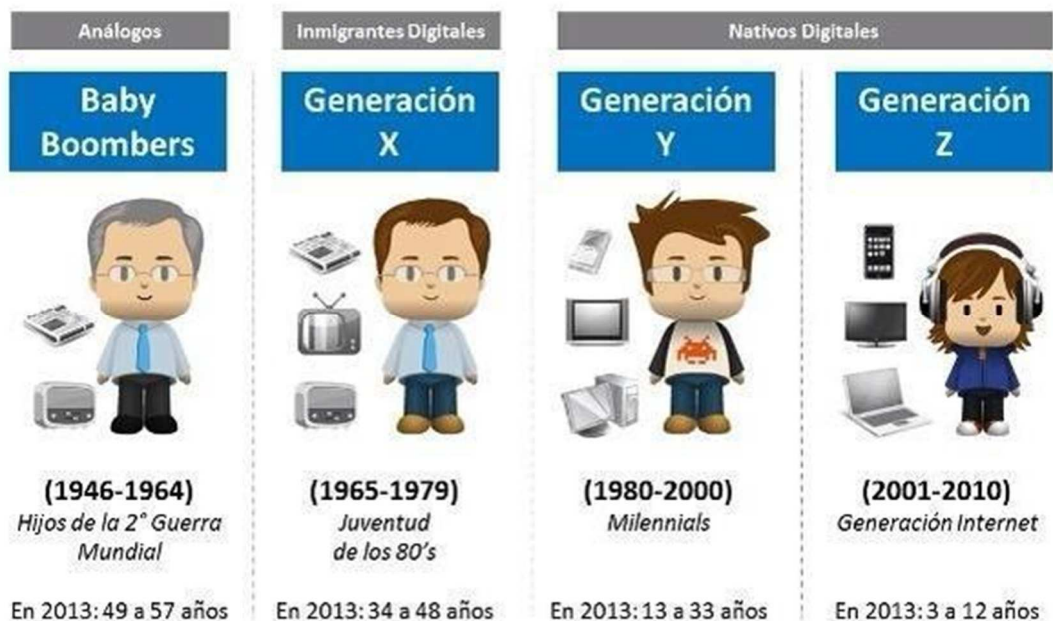 Análogos
Inmigrantes Digitales
Nativos Digitales
Baby
Boombers
Generación
X
Generación
Y
Generación
Z
(1946-1964)
Hijos de la 2° Guerra
Mundial
(1965-1979)
Juventud
de los 80's
(1980-2000)
Milennials
(2001-2010)
Generación Internet
En 2013: 49 a 57 años
En 2013: 34 a 48 años
En 2013: 13 a 33 años
En 2013: 3 a 12 años